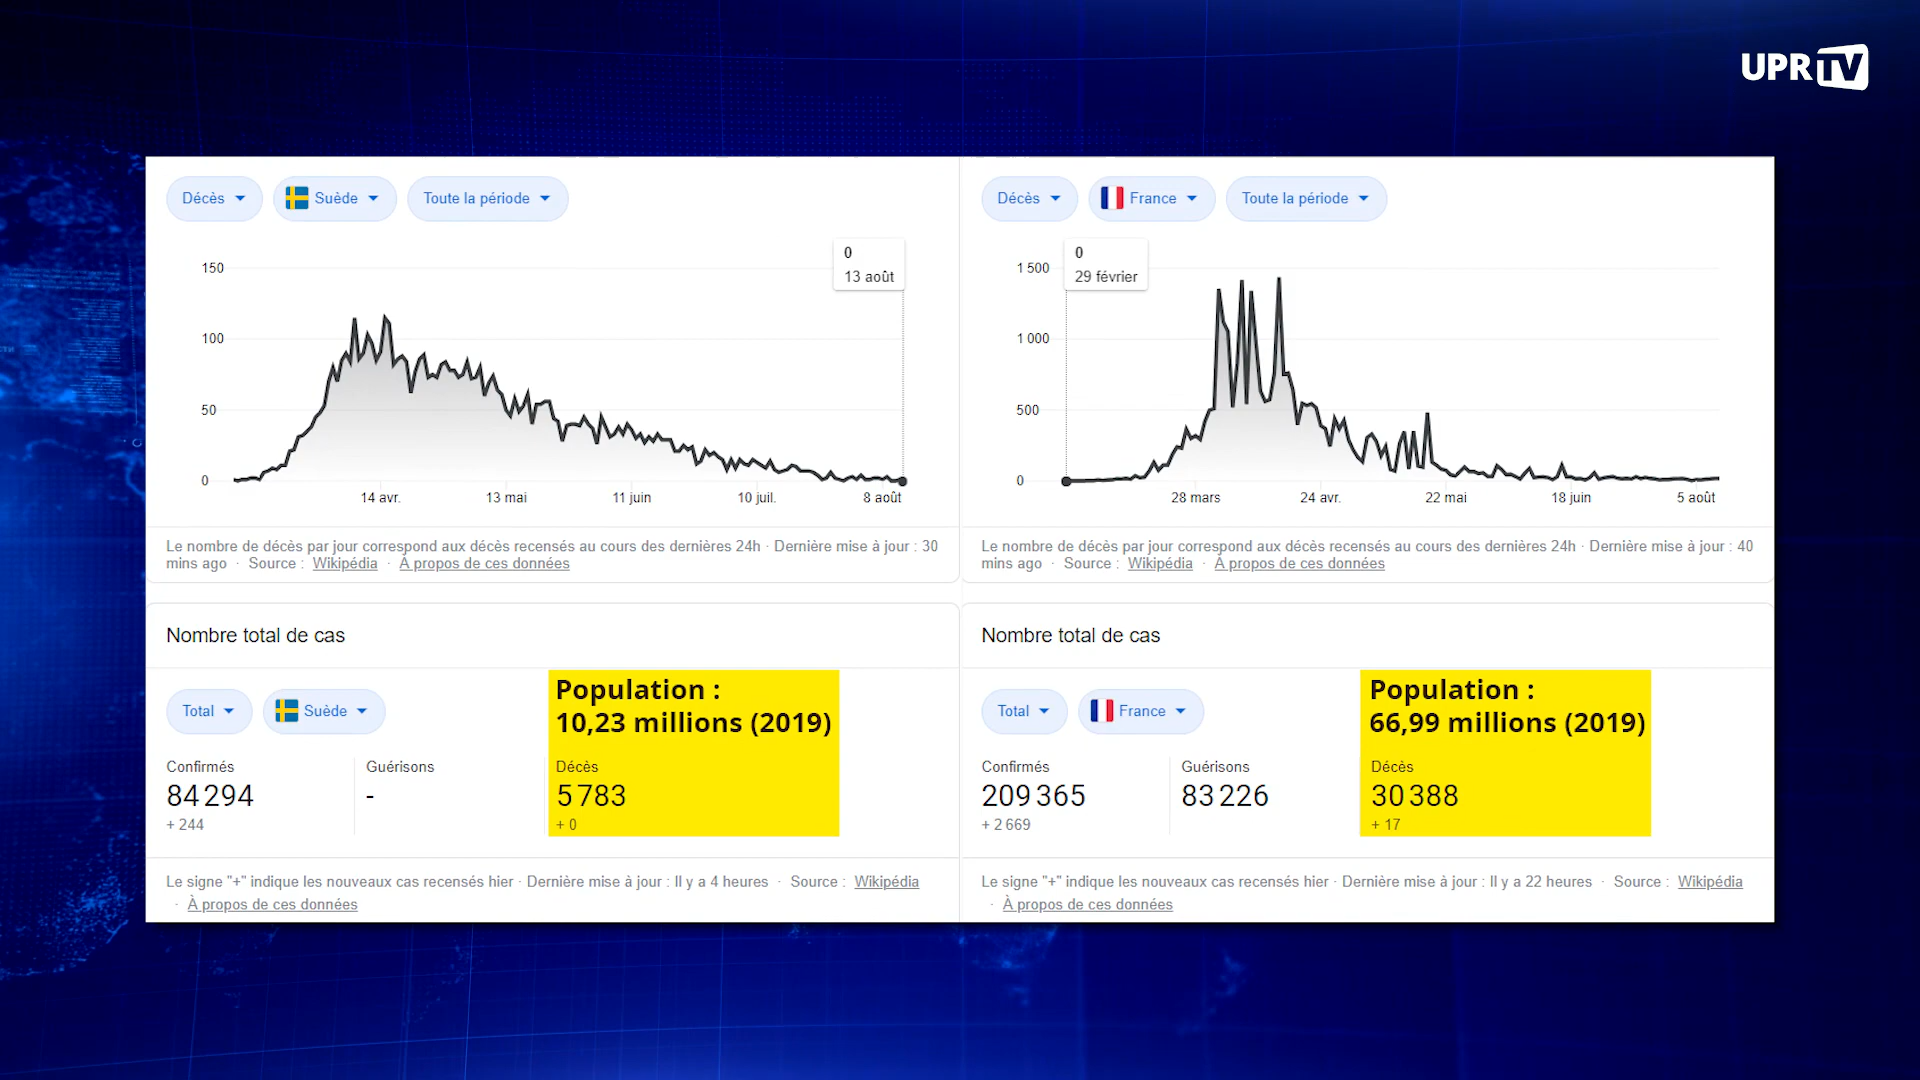 UPR TV
Décès
Suède
Toute la période
0
13 août
150
100
50
0
14 avr.
13 mai
11 juin
10 juil.
8 août
Le nombre de décès par jour correspond aux décès recensés au cours des dernières 24h · Dernière mise à jour : 30
mins ago · Source : Wikipédia · À propos de ces données
Nombre total de cas
Total
Suède
Population :
10,23 millions (2019)
Confirmés
84 294
+ 244
Guérisons
-
Décès
5 783
+ 0
Le signe "+" indique les nouveaux cas recensés hier · Dernière mise à jour : Il y a 4 heures · Source : Wikipédia
· À propos de ces données
Décès
France
Toute la période
0
29 février
1 500
1 000
500
0
28 mars
24 avr.
22 mai
18 juin
5 août
Le nombre de décès par jour correspond aux décès recensés au cours des dernières 24h · Dernière mise à jour : 40
mins ago · Source : Wikipédia · À propos de ces données
Nombre total de cas
Total
France
Population :
66,99 millions (2019)
Confirmés
209 365
+ 2 669
Guérisons
83 226
Décès
30 388
+ 17
Le signe "+" indique les nouveaux cas recensés hier · Dernière mise à jour : Il y a 22 heures · Source : Wikipédia
· À propos de ces données